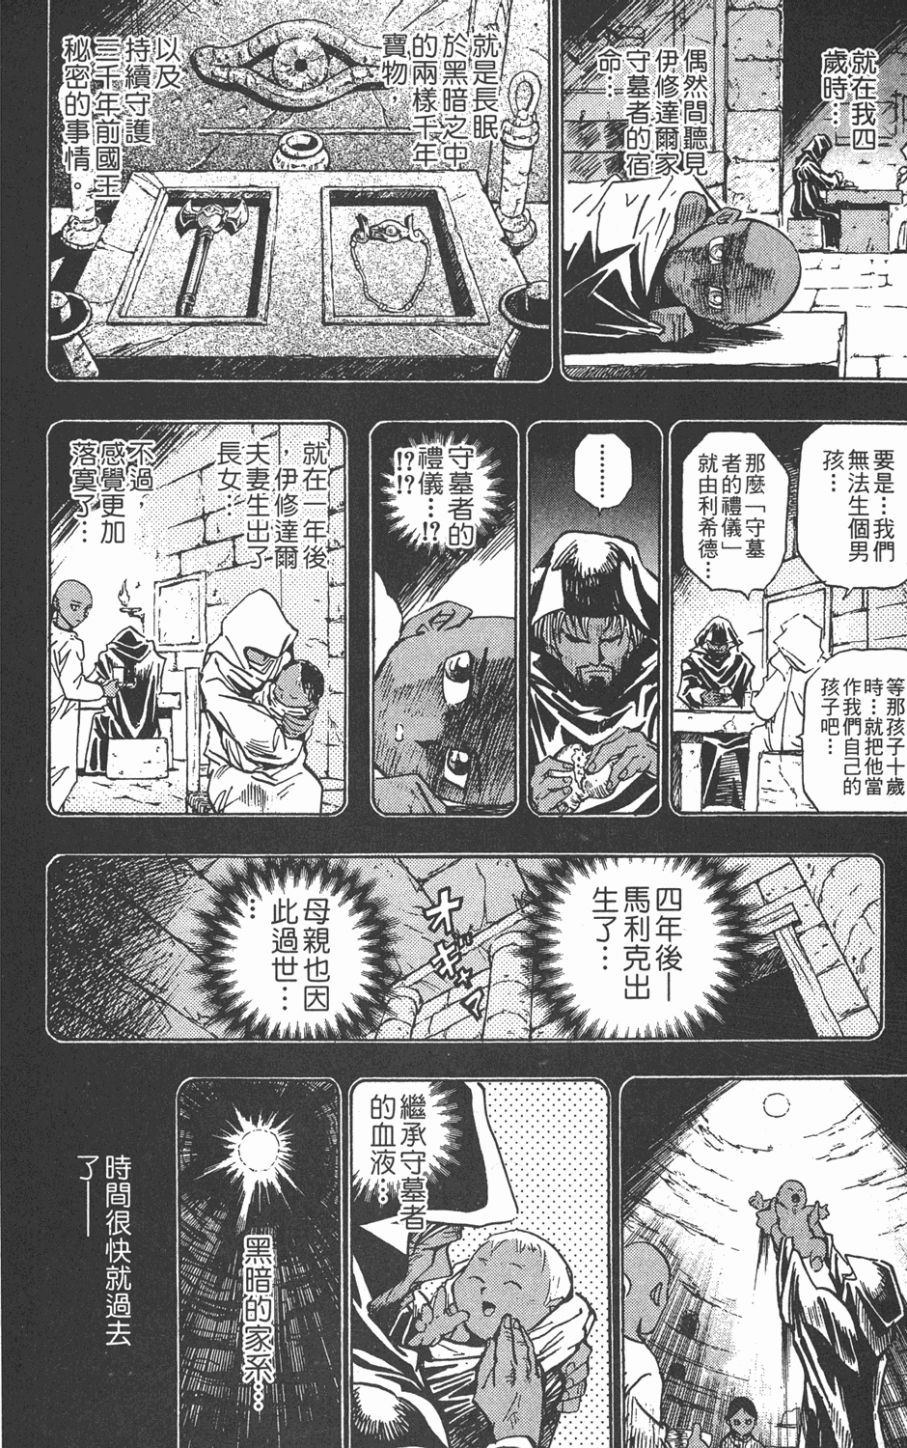 就在我四
歲時…
偶然間聽見
伊修達爾家
守墓者的宿
命…
就是長眠
於黑暗之中
的兩樣千年
寶物，
以及
持續守護
三千年前國王
秘密的事情。
要是…我們
無法生個男
孩…
等那孩子十歲
時…就把他當
作我們自己的
孩子吧…
那麼「守墓
者的禮儀」
就由利希德…
………
守墓者的
禮儀…!?
!?!?
就在一年後
，伊修達爾
夫妻生出了
長女…
不過，
感覺更加
落寞了…
四年後—
馬利克出
生了…
オギャ
母親也因
此過世…
…
繼承守墓者
的血液…
黑暗的家系…
時間很快就過去
了——